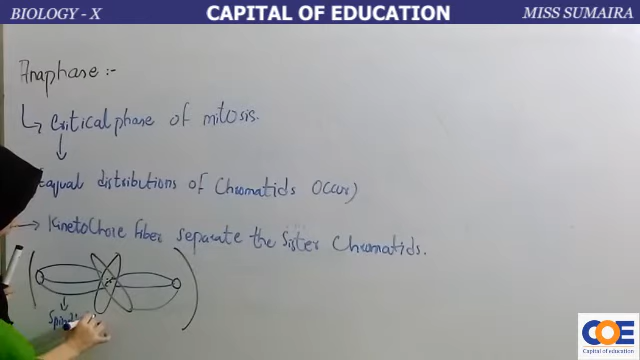 BIOLOGY - X
CAPITAL OF EDUCATION
MISS SUMAIRA
Anaphase :-
Critical phase of mitosis.
Equal distributions of Chromatids Occur)
Kinetochore fiber separate the Sister Chromatids.
COE
Capital of education